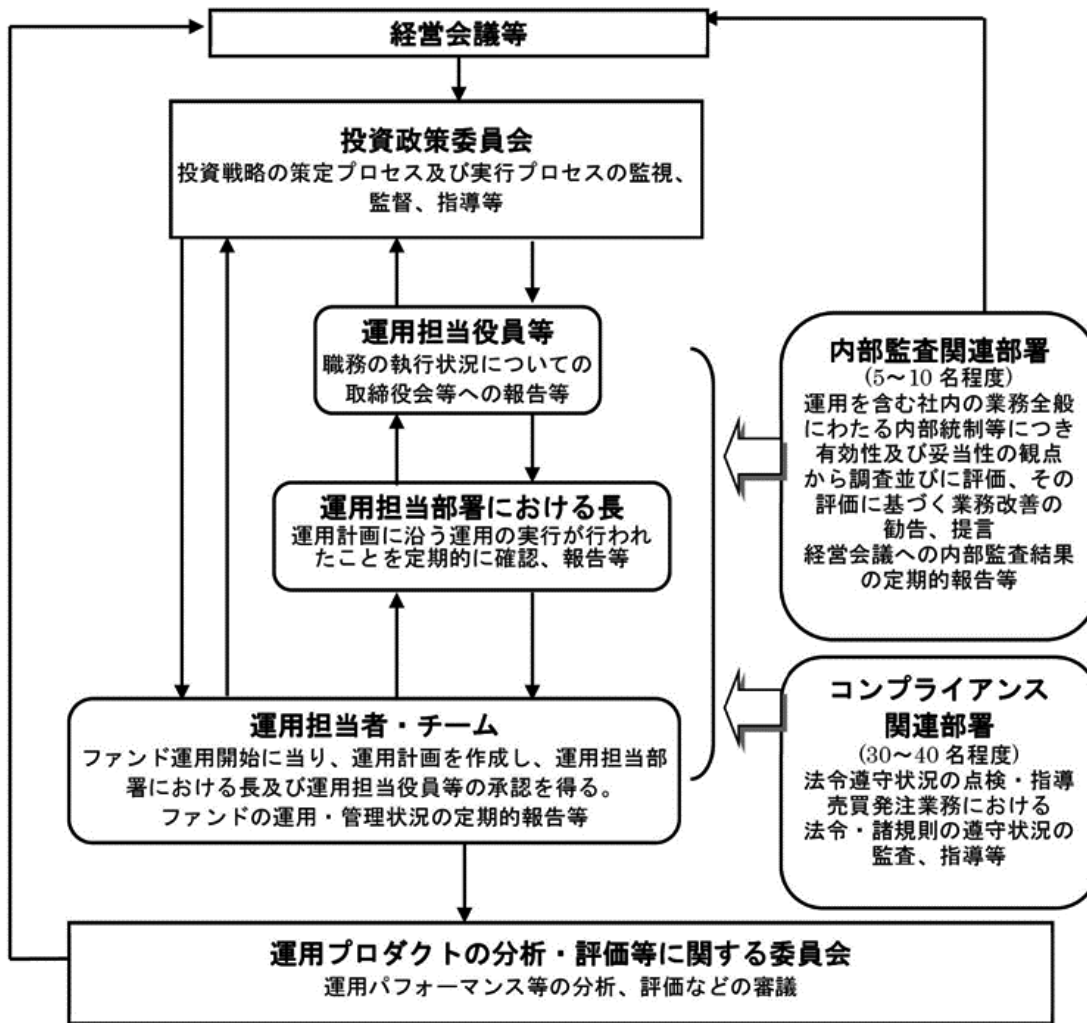 経営会議等
投資政策委員会
投資戦略の策定プロセス及び実行プロセスの監視、
監督、指導等
運用担当役員等
職務の執行状況についての
取締役会等への報告等
運用担当部署における長
運用計画に沿う運用の実行が行われ
たことを定期的に確認、報告等
運用担当者・チーム
ファンド運用開始に当り、運用計画を作成し、運用担当部
署における長及び運用担当役員等の承認を得る。
ファンドの運用・管理状況の定期的報告等
内部監査関連部署
(5～10 名程度)
運用を含む社内の業務全般
にわたる内部統制等につき
有効性及び妥当性の観点
から調査並びに評価、その
評価に基づく業務改善の
勧告、提言
経営会議への内部監査結果
の定期的報告等
コンプライアンス
関連部署
(30～40 名程度)
法令遵守状況の点検・指導
売買発注業務における
法令・諸規則の遵守状況の
監査、指導等
運用プロダクトの分析・評価等に関する委員会
運用パフォーマンス等の分析、評価などの審議